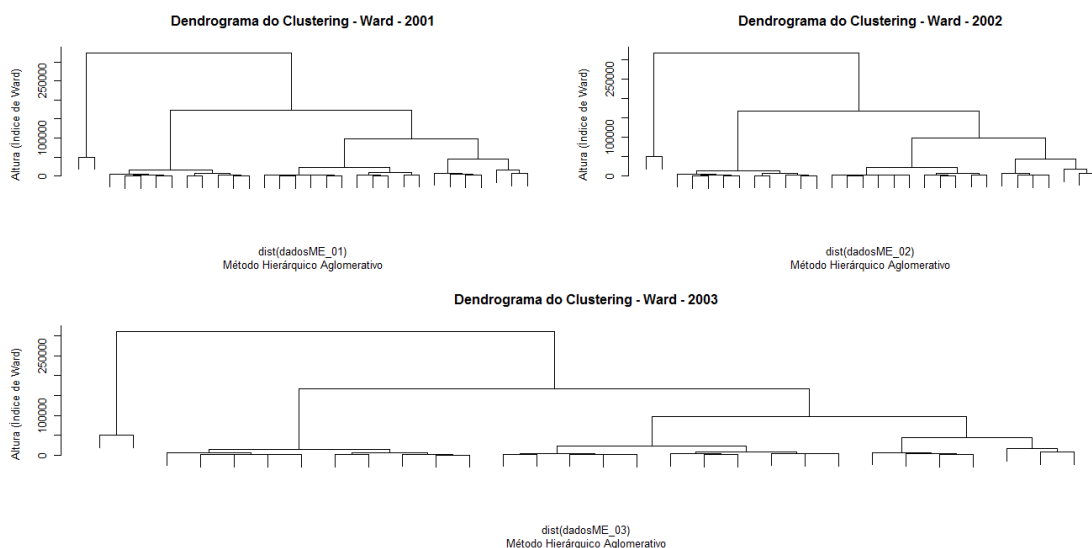 Dendrograma do Clustering - Ward - 2001
Altura (Índice de Ward)
250000
100000
0
dist(dadosME_01)
Método Hierárquico Aglomerativo
Dendrograma do Clustering - Ward - 2002
Altura (Índice de Ward)
250000
100000
0
dist(dadosME_02)
Método Hierárquico Aglomerativo
Dendrograma do Clustering - Ward - 2003
Altura (Índice de Ward)
250000
100000
0
dist(dadosME_03)
Método Hierárquico Aglomerativo